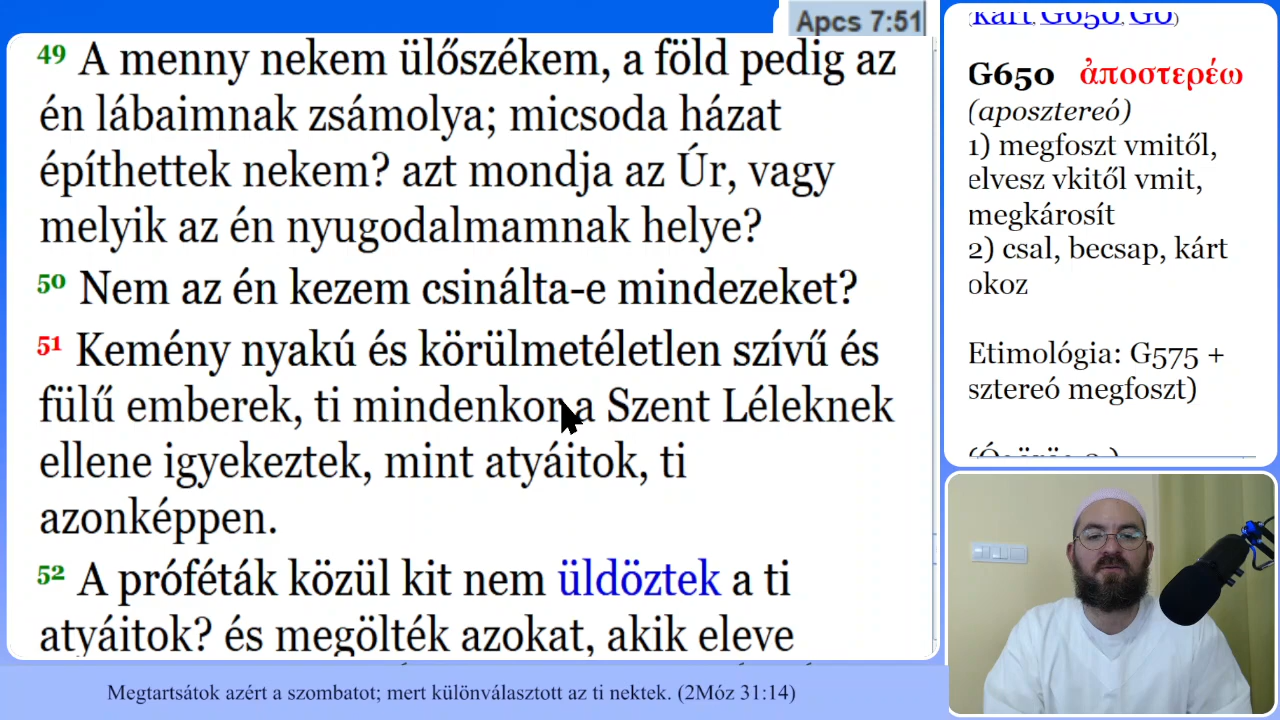 Apcs 7:51
49 A menny nekem ülőszékem, a föld pedig az
én lábaimnak zsámolya; micsoda házat
építhettek nekem? azt mondja az Úr, vagy
melyik az én nyugodalmamnak helye?
50 Nem az én kezem csinálta-e mindezeket?
51 Kemény nyakú és körülmetéletlen szívű és
fülű emberek, ti mindenkor a Szent Léleknek
ellene igyekeztek, mint atyáitok, ti
azonképpen.
52 A próféták közül kit nem üldöztek a ti
atyáitok? és megölték azokat, akik eleve
G650 ἀποστερέω
(aposztereó)
1) megfoszt vmitől,
elvesz vkitől vmit,
megkárosít
2) csal, becsap, kárt
okoz
Etimológia: G575 +
sztereó megfoszt)
Megtartsátok azért a szombatot; mert különválasztott az ti nektek. (2Móz 31:14)